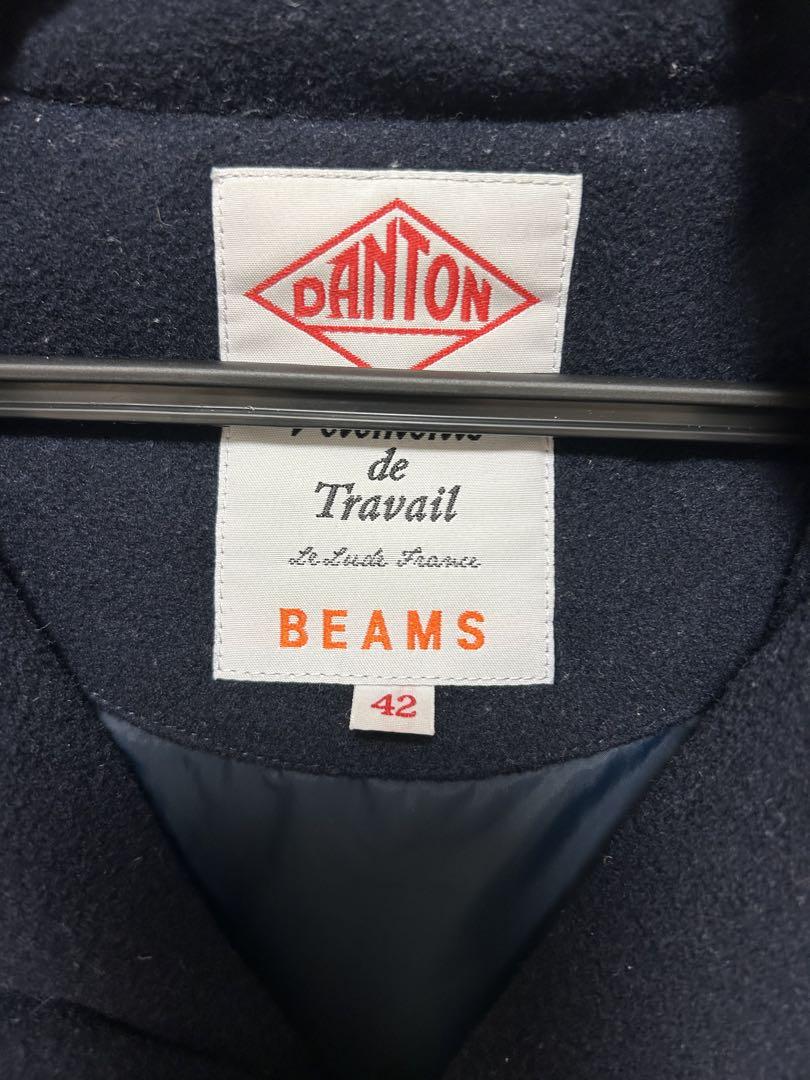 DANTON
de
Travail
Le Lude France
BEAMS
42